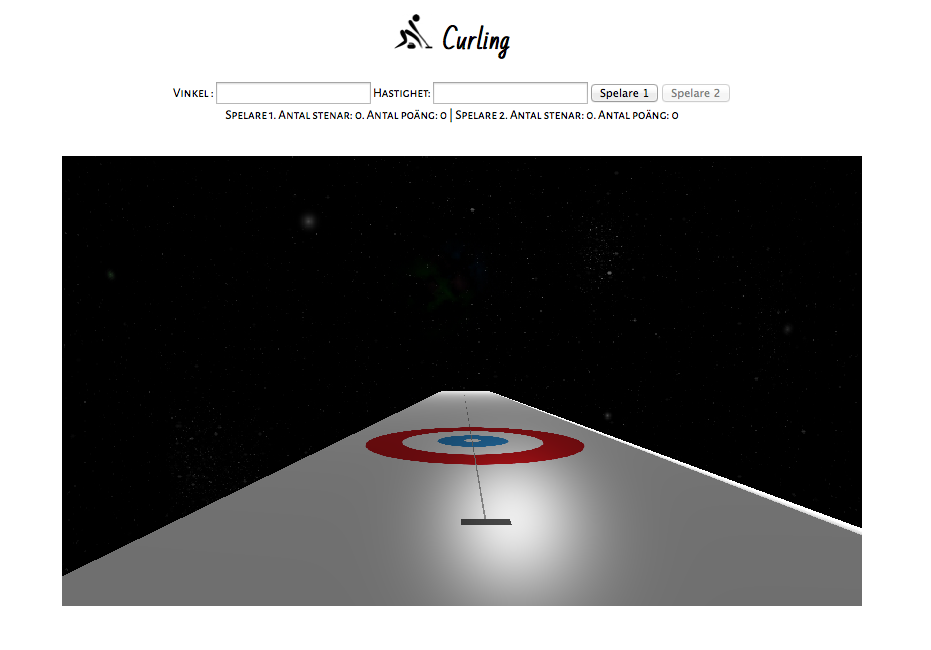 Curling
Vinkel: Hastighet: Spelare 1 Spelare 2
Spelare 1. Antal stenar: 0. Antal poäng: 0 | Spelare 2. Antal stenar: 0. Antal poäng: 0